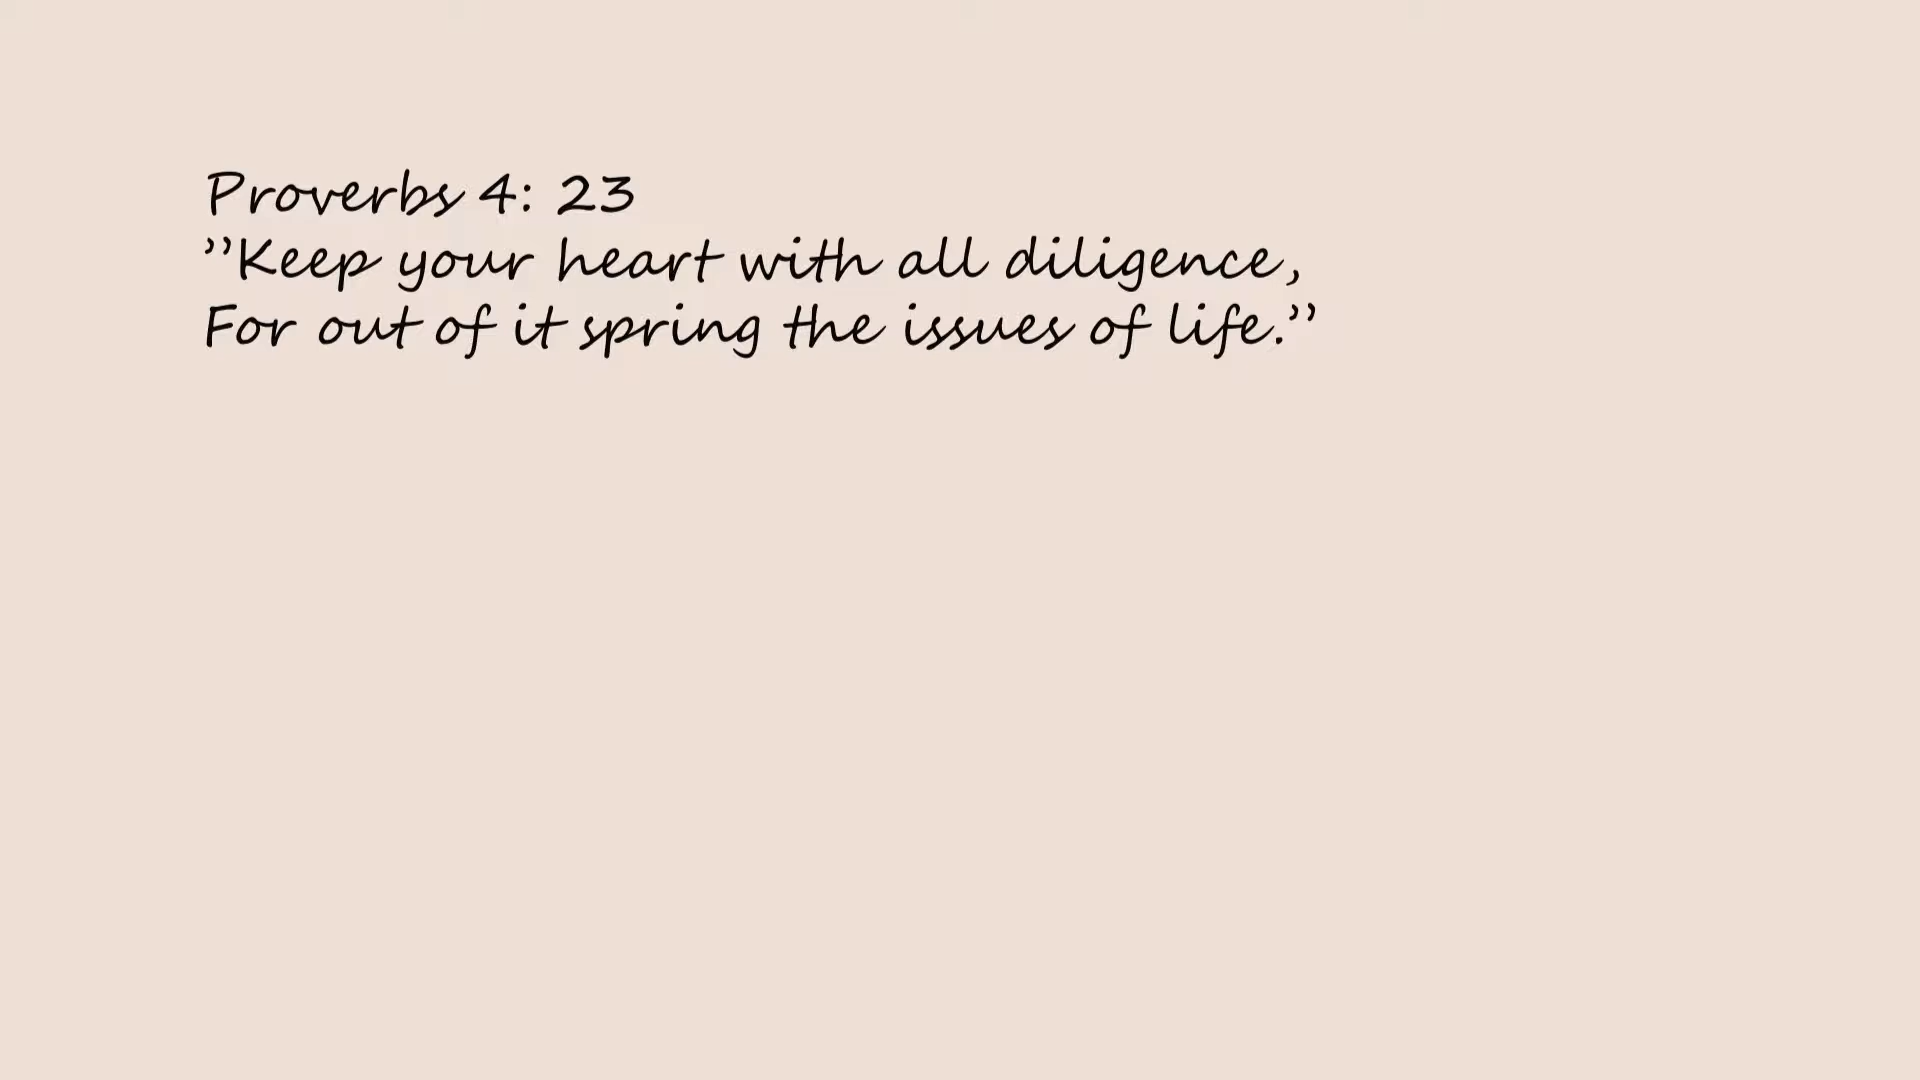 Proverbs 4: 23
”Keep your heart with all diligence,
For out of it spring the issues of life.”